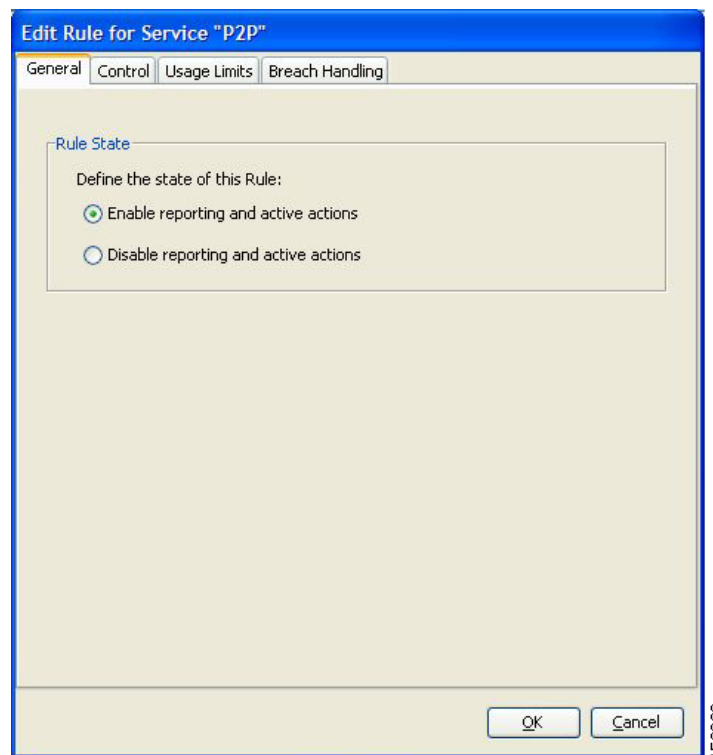 Edit Rule for Service "P2P"
General Control Usage Limits Breach Handling
Rule State
Define the state of this Rule:
Enable reporting and active actions
Disable reporting and active actions
OK Cancel